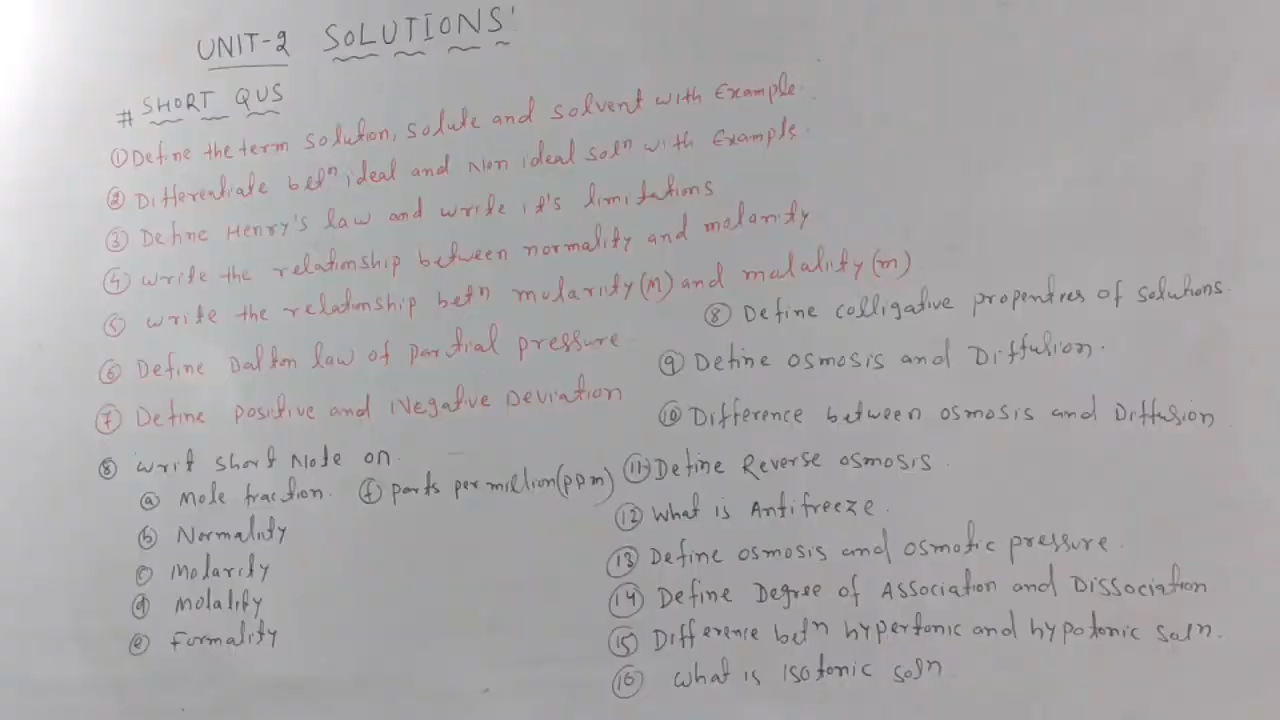 UNIT-2 SOLUTIONS'
# SHORT QUS
① Define the term solution, solute and solvent with Example.
② Differentiate betn ideal and Non ideal soln with Example.
③ Define Henry's law and write it's limitations
④ write the relationship between normality and molarity
⑤ write the relationship betn molarity (M) and molality (m)
⑥ Define Dalton law of partial pressure
⑦ Define positive and Negative Deviation
⑧ writ short Note on
ⓐ Mole fraction. ⓕ parts per million (ppm)
ⓑ Normality
ⓒ Molarity
ⓓ Molality
ⓔ Formality
⑧ Define colligative properties of solutions.
⑨ Define osmosis and Diffusion.
⑩ Difference between osmosis and Diffusion
⑪ Define Reverse osmosis.
⑫ What is Antifreeze.
⑬ Define osmosis and osmotic pressure.
⑭ Define Degree of Association and Dissociation
⑮ Difference betn hypertonic and hypotonic soln.
⑯ What is isotonic soln.